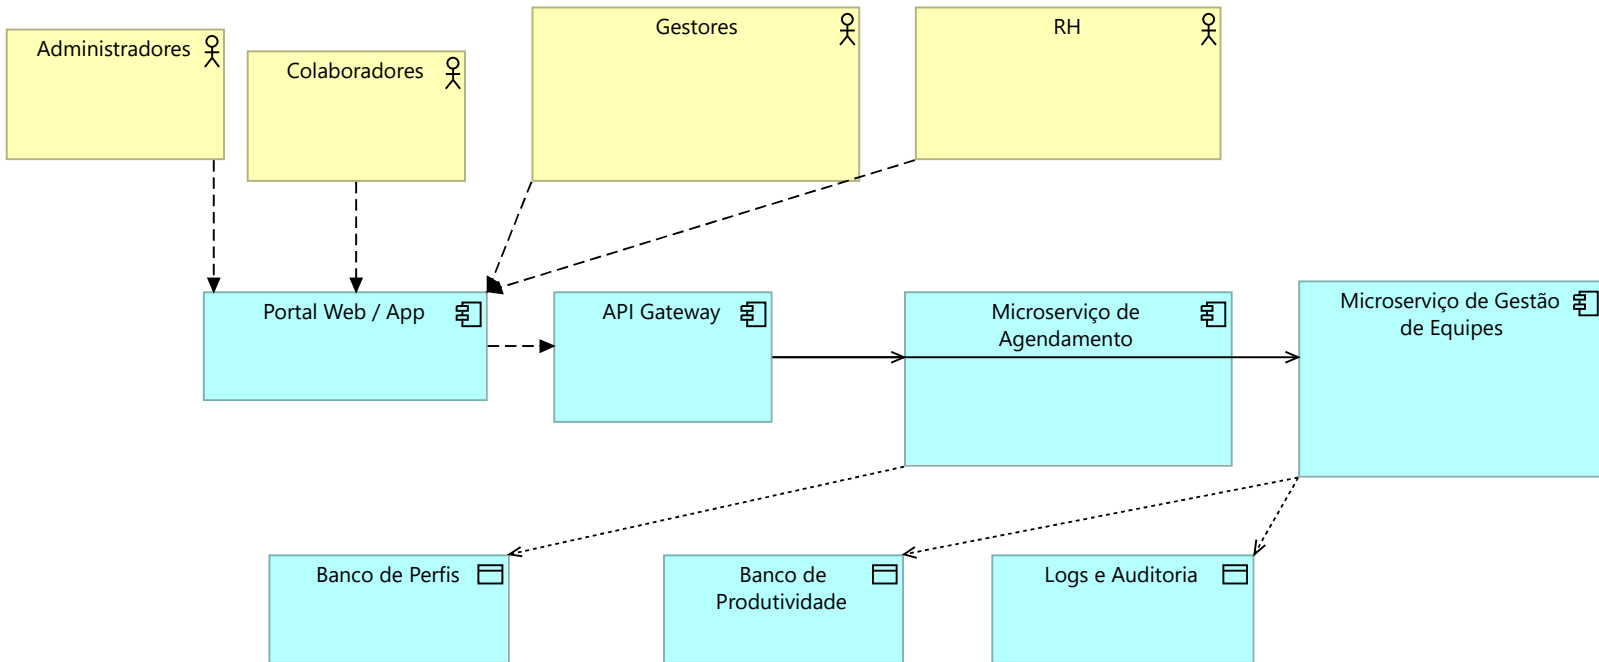 Administradores
Colaboradores
Gestores
RH
Portal Web / App
API Gateway
Microserviço de
Agendamento
Microserviço de Gestão
de Equipes
Banco de Perfis
Banco de
Produtividade
Logs e Auditoria